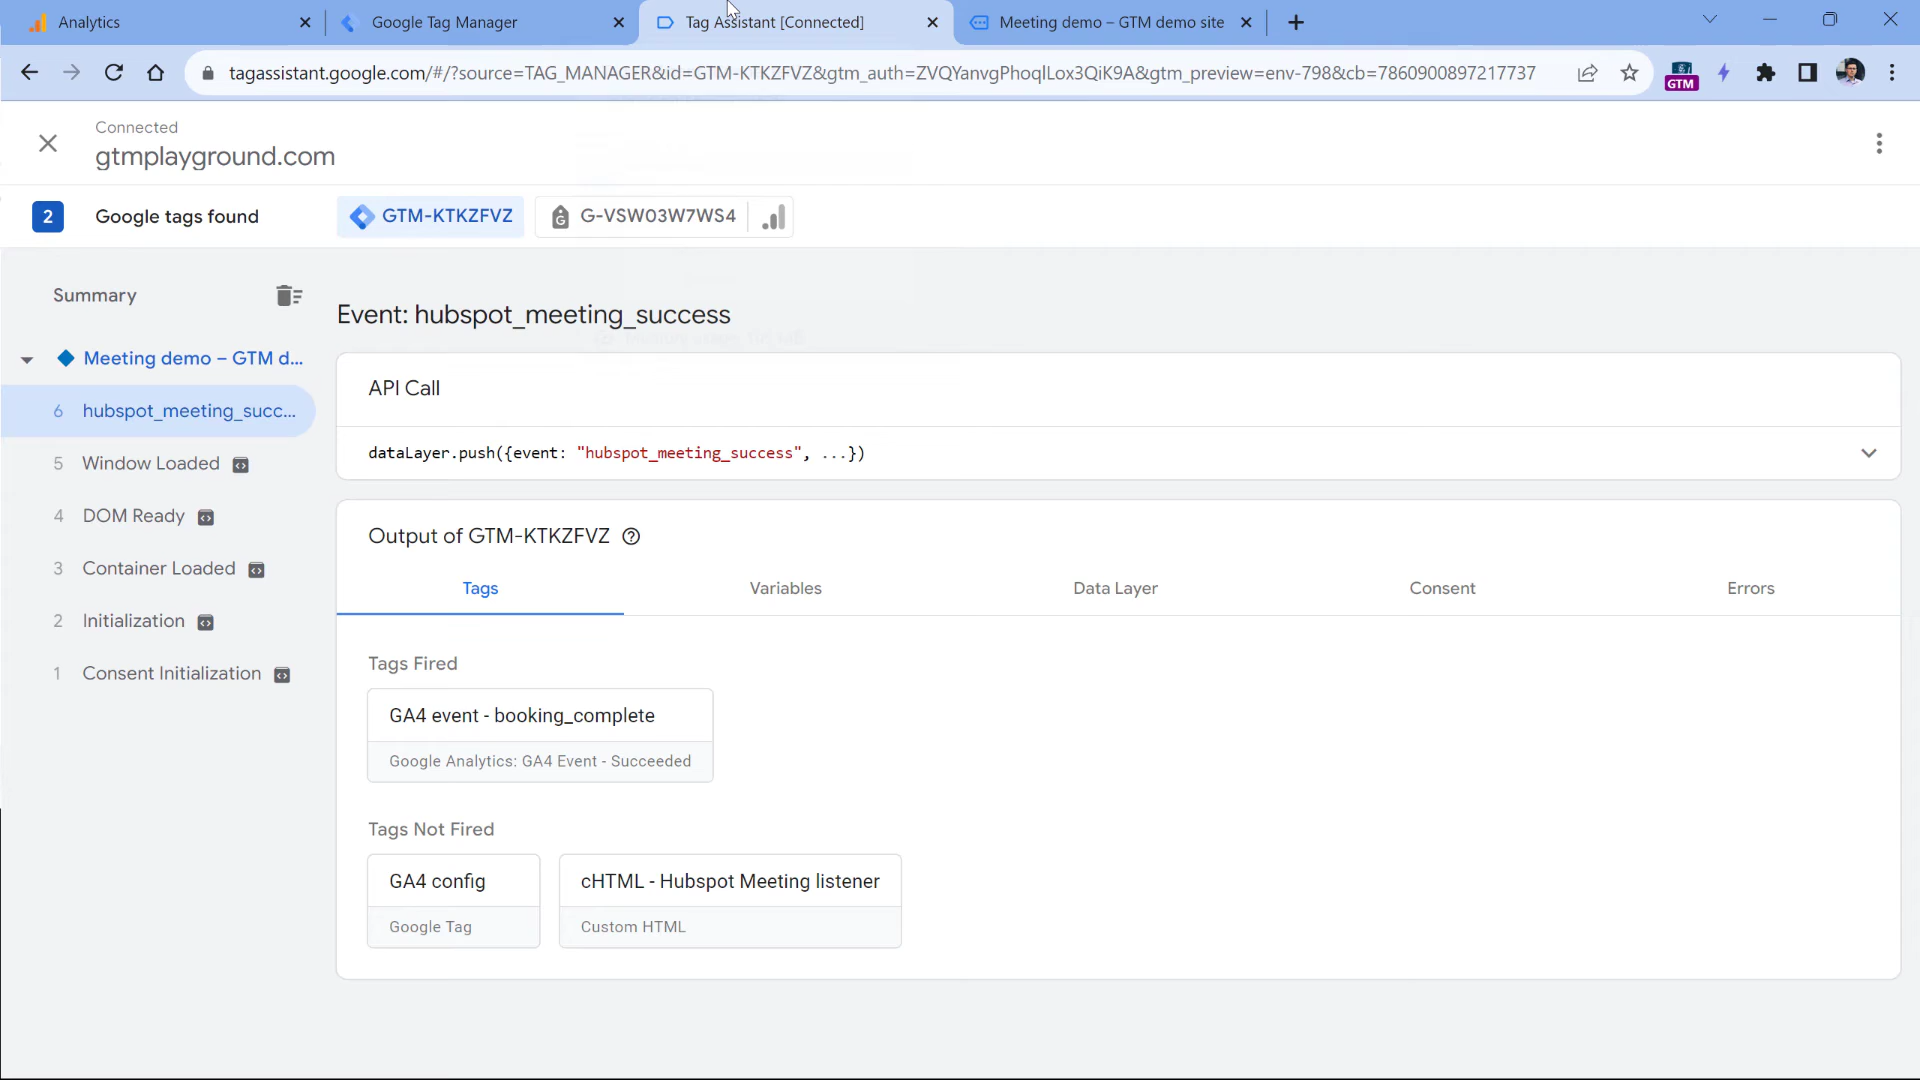 Analytics
Google Tag Manager
Tag Assistant [Connected]
Meeting demo – GTM demo site
tagassistant.google.com/#/?source=TAG_MANAGER&id=GTM-KTKZFVZ&gtm_auth=ZVQYanvgPhoqlLox3QiK9A&gtm_preview=env-798&cb=7860900897217737
GTM
Connected
gtmplayground.com
2 Google tags found
GTM-KTKZFVZ
G-VSW03W7WS4
Summary
Meeting demo – GTM d...
6 hubspot_meeting_succ...
5 Window Loaded
4 DOM Ready
3 Container Loaded
2 Initialization
1 Consent Initialization
Event: hubspot_meeting_success
API Call
dataLayer.push({event: "hubspot_meeting_success", ...})
Output of GTM-KTKZFVZ
Tags
Variables
Data Layer
Consent
Errors
Tags Fired
GA4 event - booking_complete
Google Analytics: GA4 Event - Succeeded
Tags Not Fired
GA4 config
Google Tag
cHTML - Hubspot Meeting listener
Custom HTML